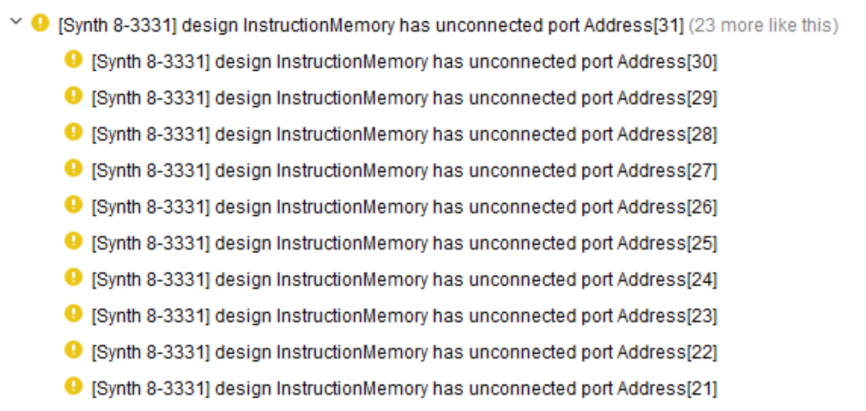 [Synth 8-3331] design InstructionMemory has unconnected port Address[31] (23 more like this)
[Synth 8-3331] design InstructionMemory has unconnected port Address[30]
[Synth 8-3331] design InstructionMemory has unconnected port Address[29]
[Synth 8-3331] design InstructionMemory has unconnected port Address[28]
[Synth 8-3331] design InstructionMemory has unconnected port Address[27]
[Synth 8-3331] design InstructionMemory has unconnected port Address[26]
[Synth 8-3331] design InstructionMemory has unconnected port Address[25]
[Synth 8-3331] design InstructionMemory has unconnected port Address[24]
[Synth 8-3331] design InstructionMemory has unconnected port Address[23]
[Synth 8-3331] design InstructionMemory has unconnected port Address[22]
[Synth 8-3331] design InstructionMemory has unconnected port Address[21]